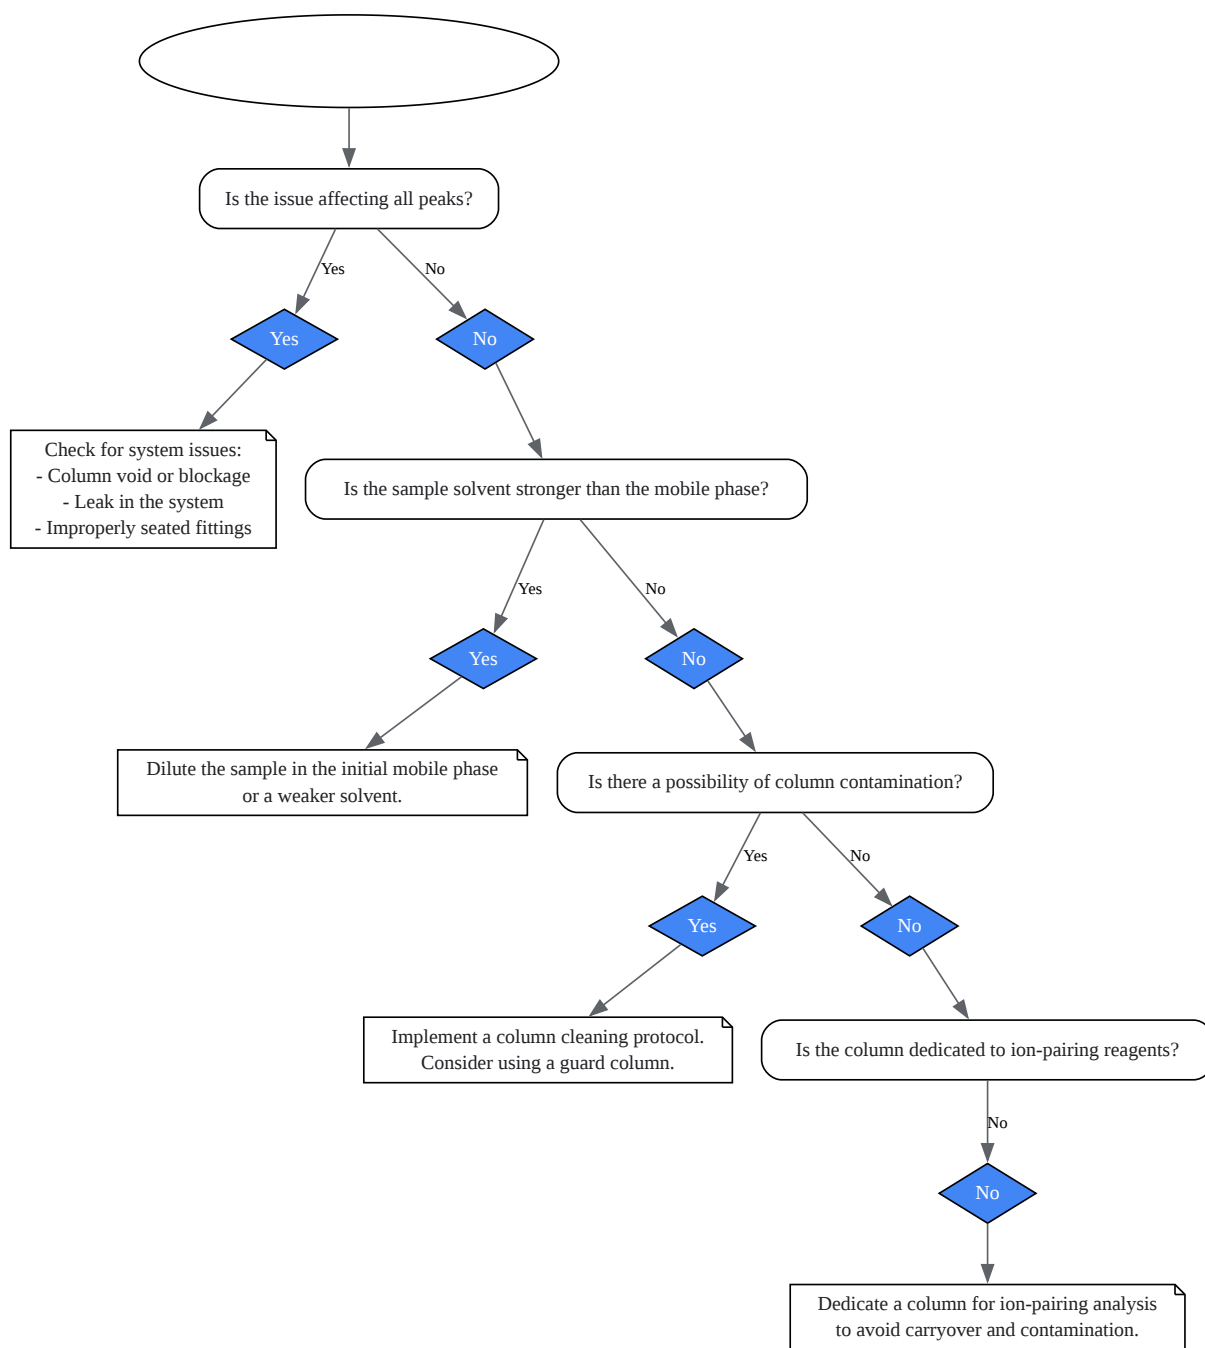 Is the issue affecting all peaks?
Yes
No
Yes
No
Check for system issues:
- Column void or blockage
- Leak in the system
- Improperly seated fittings
Is the sample solvent stronger than the mobile phase?
Yes
No
Yes
No
Dilute the sample in the initial mobile phase
or a weaker solvent.
Is there a possibility of column contamination?
Yes
No
Yes
No
Implement a column cleaning protocol.
Consider using a guard column.
Is the column dedicated to ion-pairing reagents?
No
No
Dedicate a column for ion-pairing analysis
to avoid carryover and contamination.